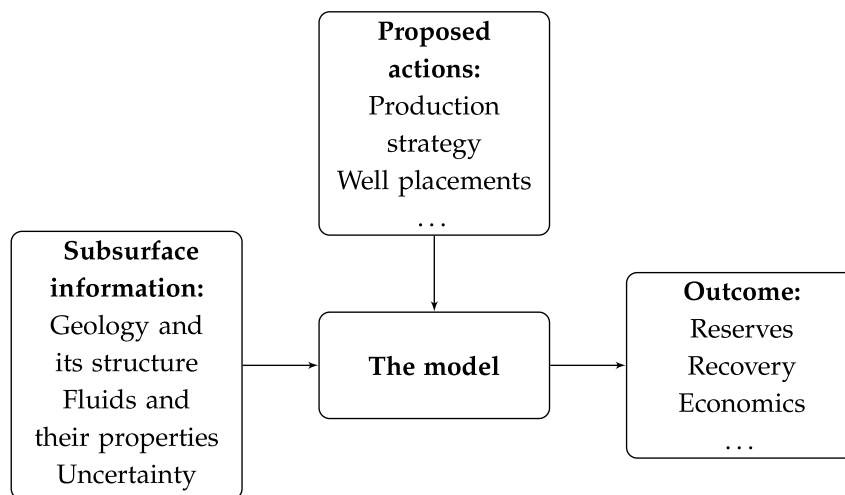 Proposed
actions:
Production
strategy
Well placements
...
Subsurface
information:
Geology and
its structure
Fluids and
their properties
Uncertainty
The model
Outcome:
Reserves
Recovery
Economics
...